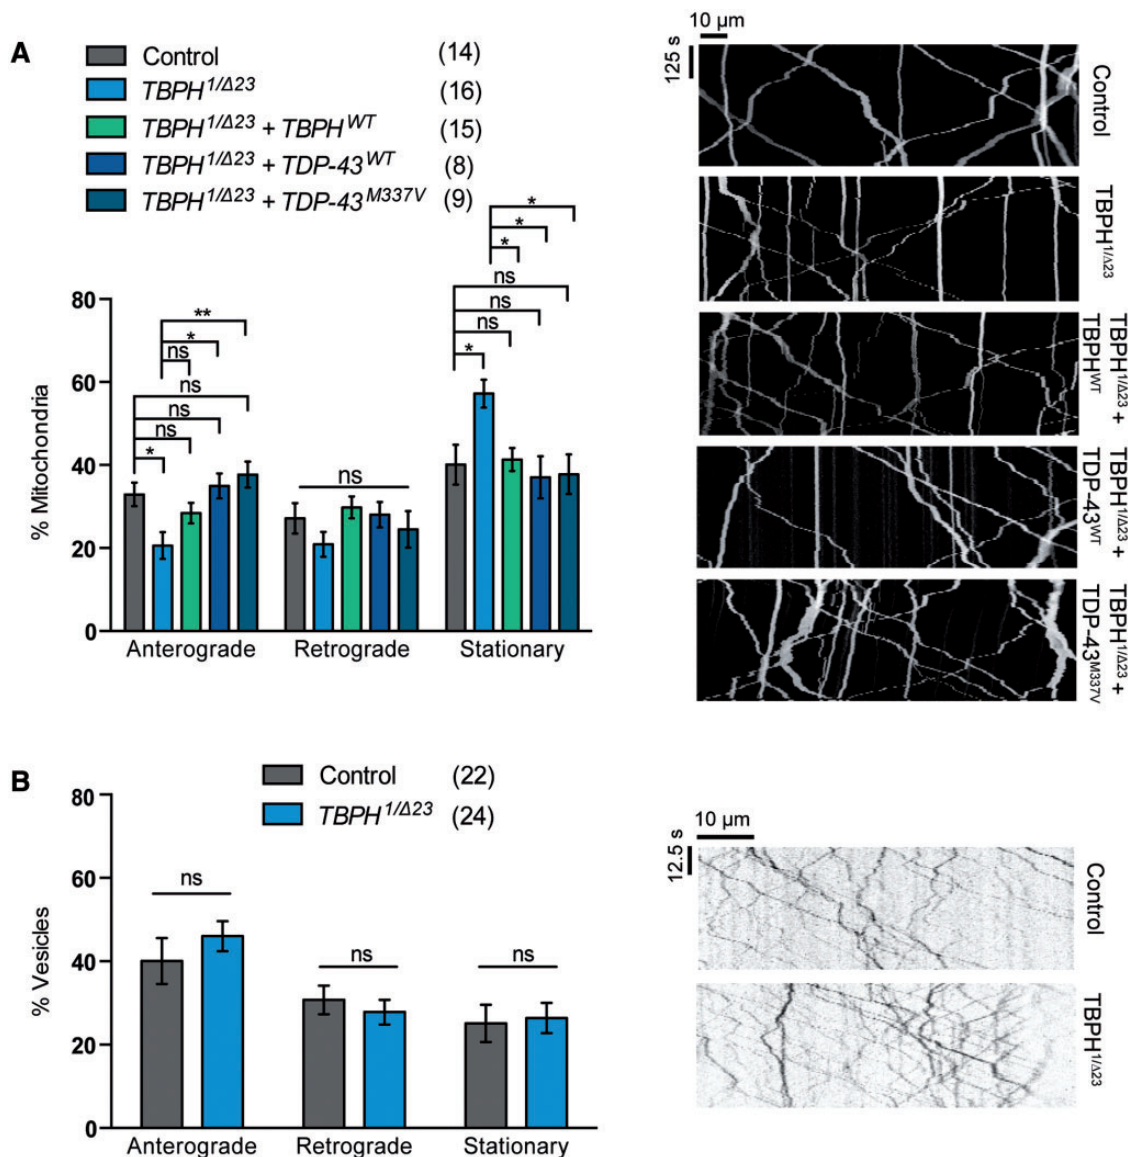 A
Control (14)
TBPH1/Δ23 (16)
TBPH1/Δ23 + TBPHWT (15)
TBPH1/Δ23 + TDP-43WT (8)
TBPH1/Δ23 + TDP-43M337V (9)
% Mitochondria
80
60
40
20
0
**
*
ns
ns
ns
ns
*
ns
*
*
*
ns
ns
ns
*
Anterograde Retrograde Stationary
10 µm
125 s
Control
TBPH1/Δ23
TBPH1/Δ23 +
TBPHWT
TBPH1/Δ23 +
TDP-43WT
TBPH1/Δ23 +
TDP-43M337V
B
Control (22)
TBPH1/Δ23 (24)
% Vesicles
80
60
40
20
0
ns
ns
ns
Anterograde Retrograde Stationary
10 µm
12.5 s
Control
TBPH1/Δ23